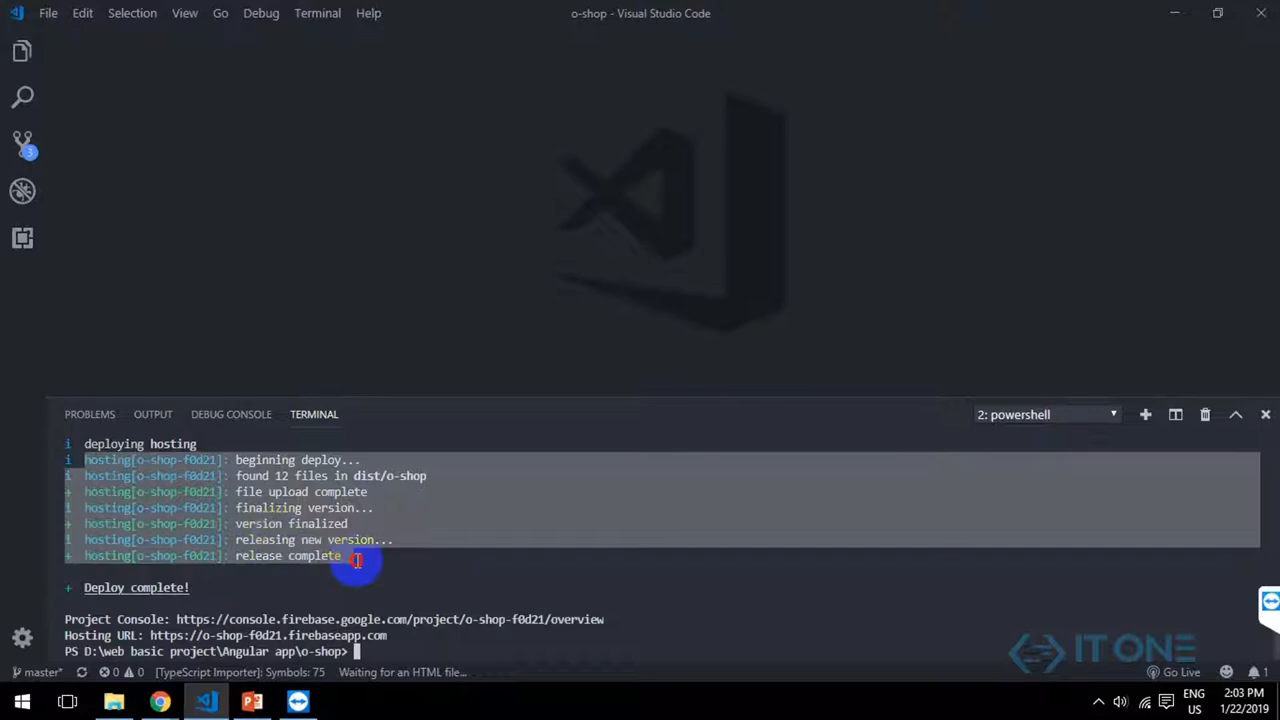 File Edit Selection View Go Debug Terminal Help
o-shop - Visual Studio Code
3
PROBLEMS OUTPUT DEBUG CONSOLE TERMINAL
2: powershell
i deploying hosting
i hosting[o-shop-f0d21]: beginning deploy...
i hosting[o-shop-f0d21]: found 12 files in dist/o-shop
+ hosting[o-shop-f0d21]: file upload complete
i hosting[o-shop-f0d21]: finalizing version...
+ hosting[o-shop-f0d21]: version finalized
i hosting[o-shop-f0d21]: releasing new version...
+ hosting[o-shop-f0d21]: release complete
+ Deploy complete!
Project Console: https://console.firebase.google.com/project/o-shop-f0d21/overview
Hosting URL: https://o-shop-f0d21.firebaseapp.com
PS D:\web basic project\Angular app\o-shop>
IT ONE
master* 0 0 [TypeScript Importer]: Symbols: 75 Waiting for an HTML file... Go Live 1
ENG
US
2:03 PM
1/22/2019